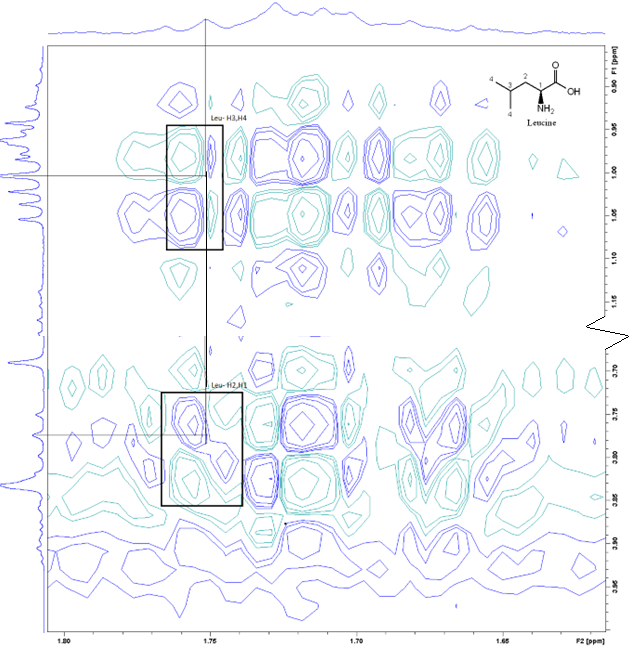 F1 [ppm]
0.90
0.95
1.00
1.05
1.10
1.15
3.70
3.75
3.80
3.85
3.90
3.95
O
OH
NH2
1
2
3
4
4
Leucine
Leu- H3,H4
Leu- H2,H1
1.80
1.75
1.70
1.65
F2 [ppm]